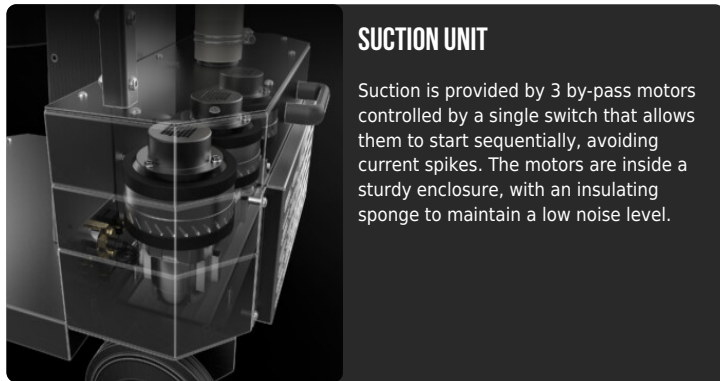 SUCTION UNIT
Suction is provided by 3 by-pass motors
controlled by a single switch that allows
them to start sequentially, avoiding
current spikes. The motors are inside a
sturdy enclosure, with an insulating
sponge to maintain a low noise level.